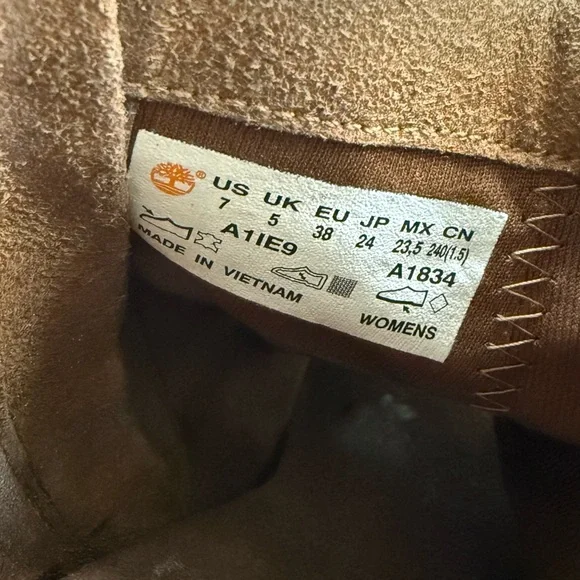 ® US UK EU JP MX CN
7 5 38 24 23,5 240(1.5)
A1IE9 A1834
MADE IN VIETNAM WOMENS